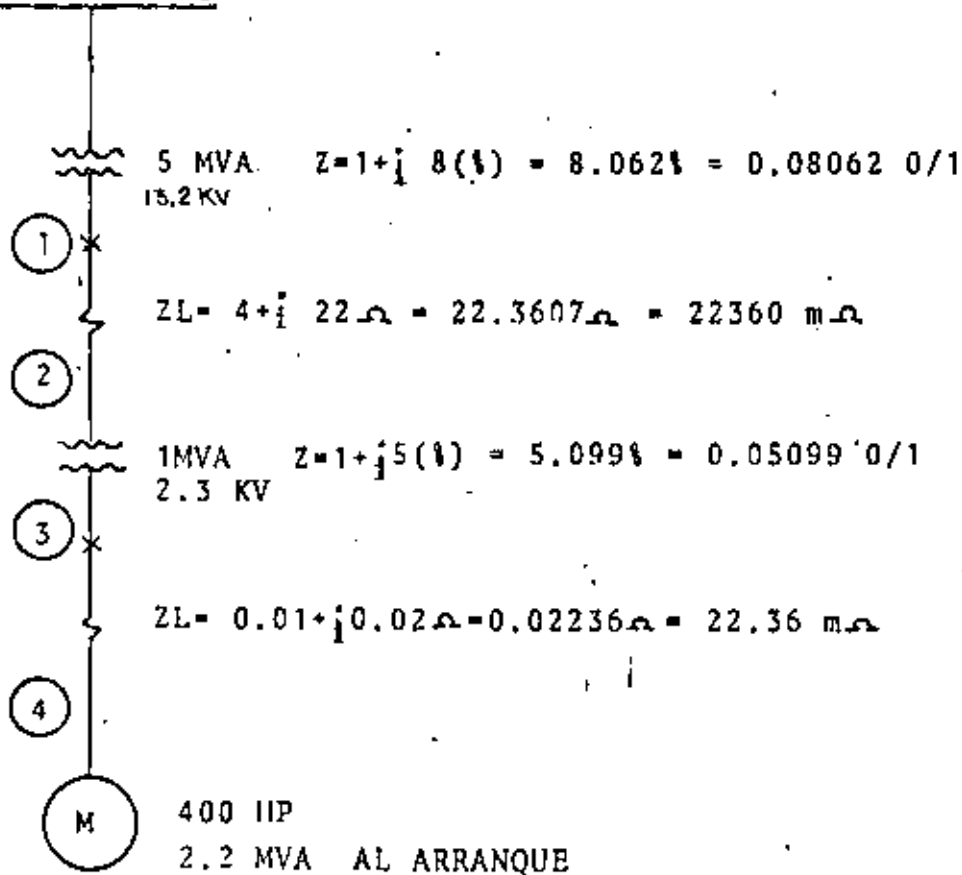 5 MVA. Z=1+j 8(%) = 8.062% = 0.08062 0/1
13,2 KV
1
ZL= 4+j 22Ω = 22.3607Ω = 22360 mΩ
2
1MVA Z=1+j5(%) = 5.099% = 0.05099 0/1
2.3 KV
3
ZL= 0.01+j0.02Ω=0.02236Ω= 22.36 mΩ
4
M
400 HP
2.2 MVA AL ARRANQUE